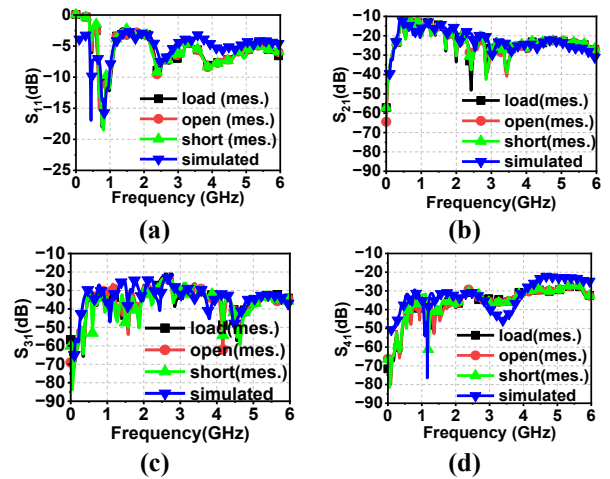 S11(dB)
0
-5
-10
-15
-20
-25
load (mes.)
open (mes.)
short (mes.)
simulated
0 1 2 3 4 5 6
Frequency (GHz)
(a)
S21(dB)
-10
-20
-30
-40
-50
-60
-70
-80
-90
load(mes.)
open(mes.)
short(mes.)
simulated
0 1 2 3 4 5 6
Frequency(GHz)
(b)
S31(dB)
-10
-20
-30
-40
-50
-60
-70
-80
-90
load(mes.)
open(mes.)
short(mes.)
simulated
0 1 2 3 4 5 6
Frequency(GHz)
(c)
S41(dB)
-10
-20
-30
-40
-50
-60
-70
-80
-90
load(mes.)
open(mes.)
short(mes.)
simulated
0 1 2 3 4 5 6
Frequency(GHz)
(d)